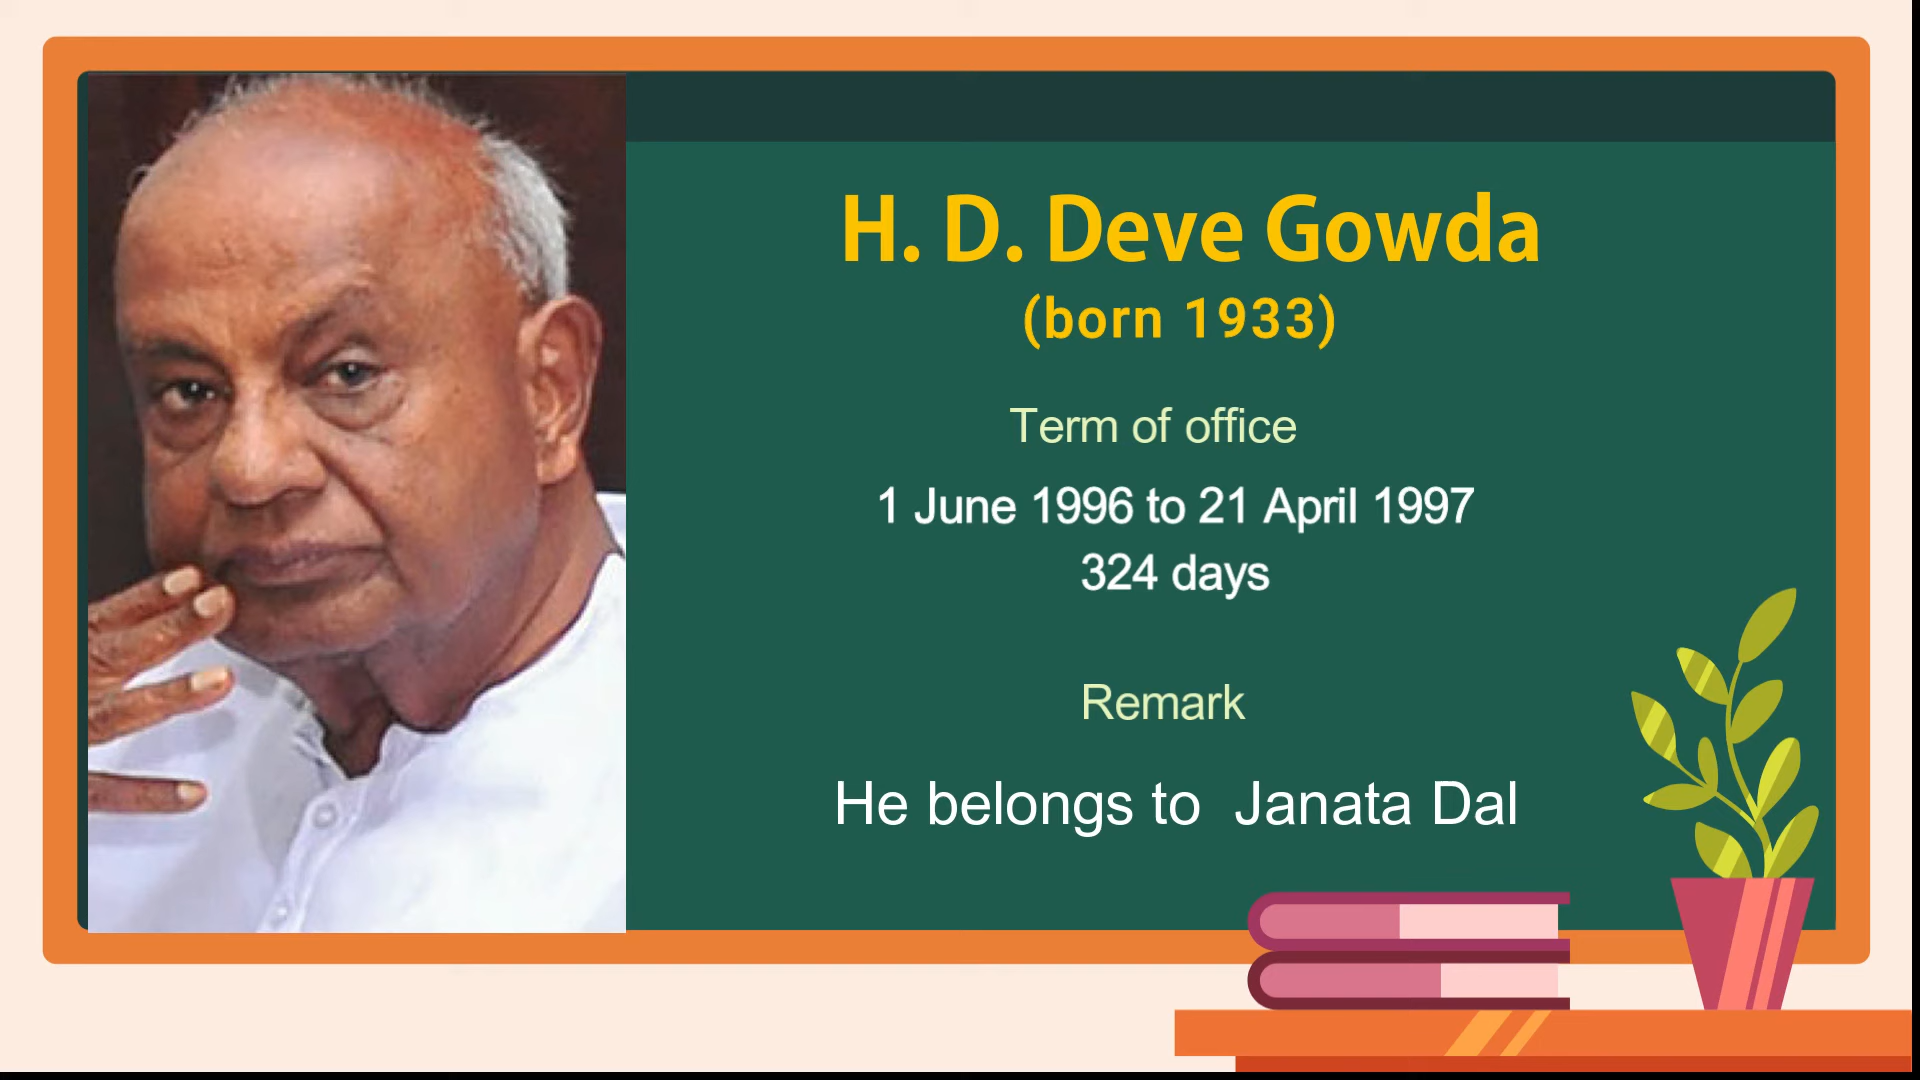 H. D. Deve Gowda
(born 1933)
Term of office
1 June 1996 to 21 April 1997
324 days
Remark
He belongs to Janata Dal